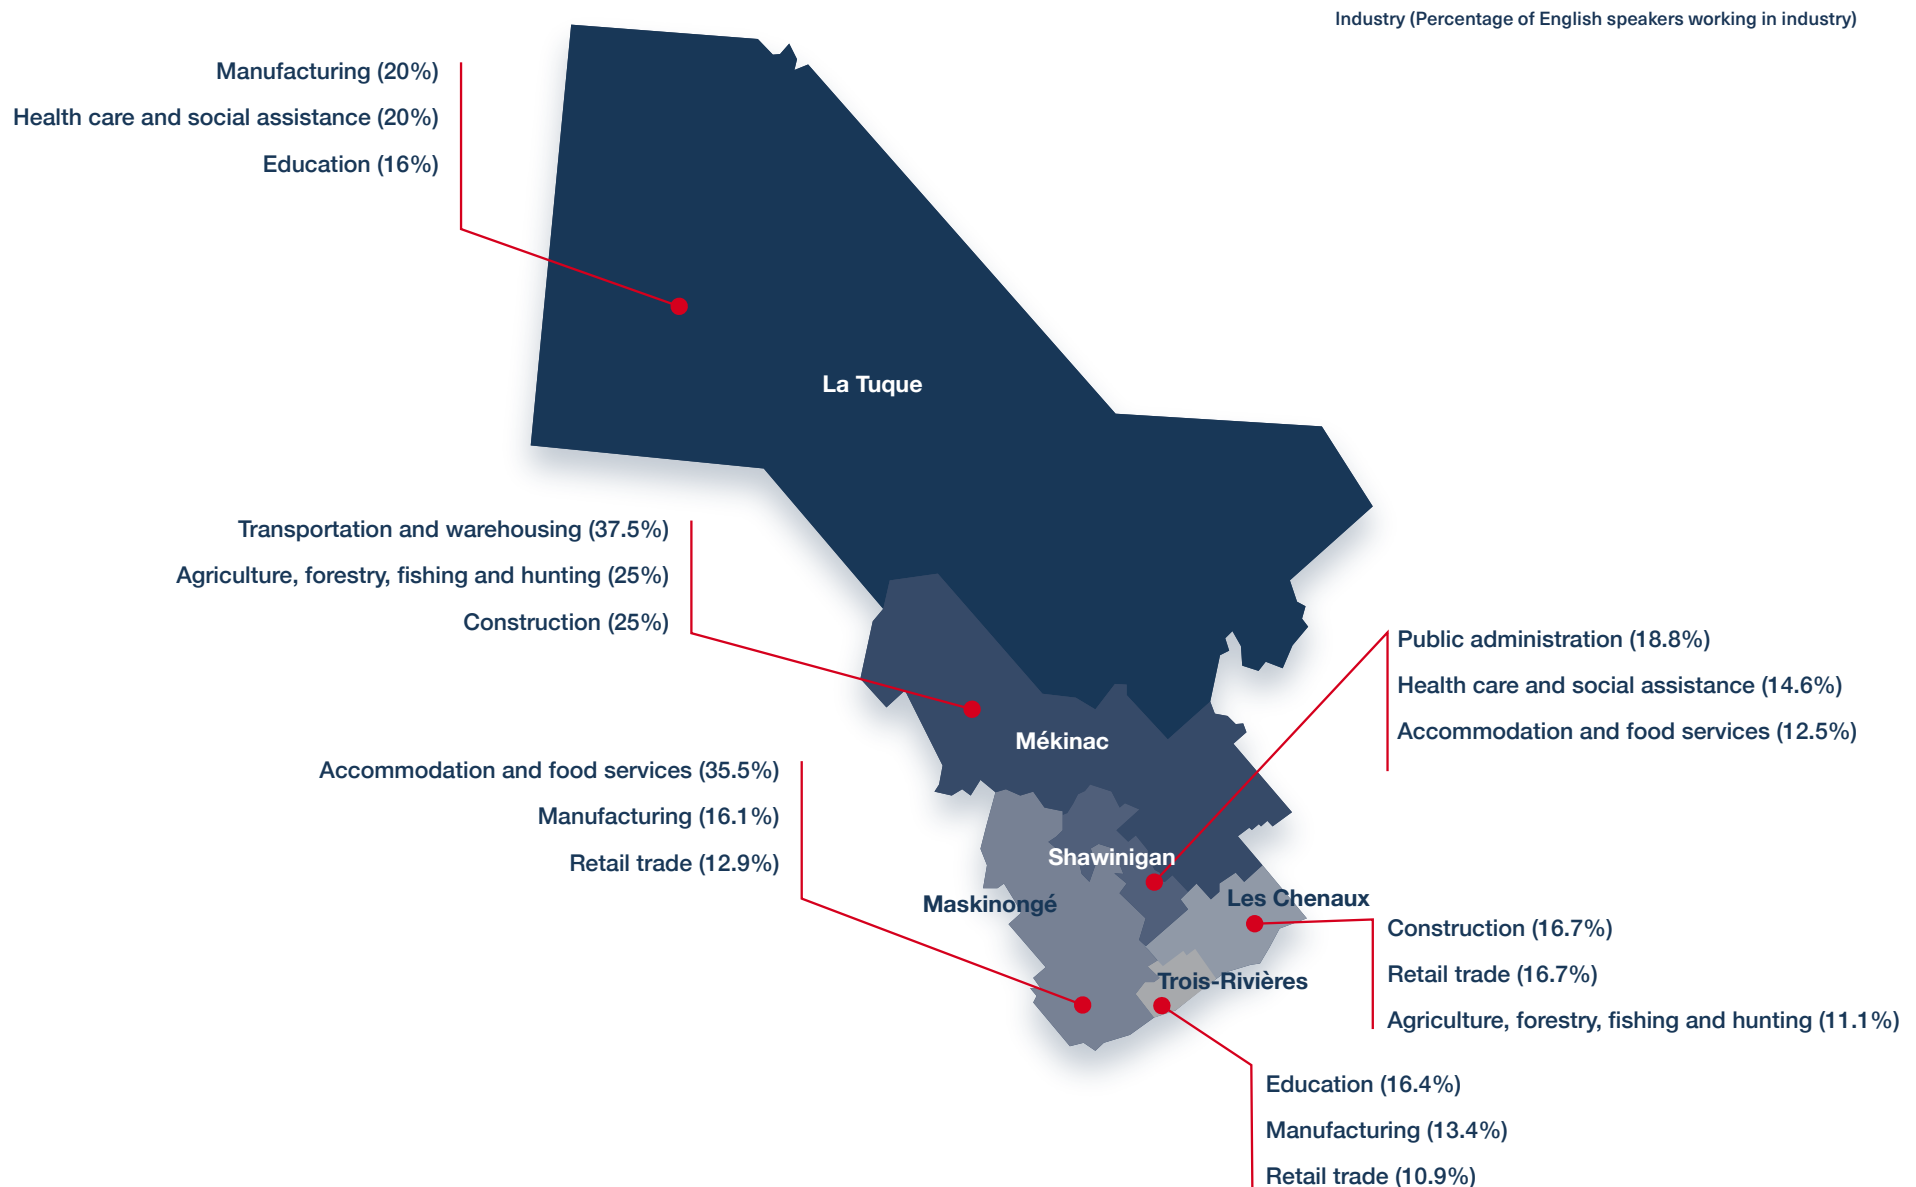 Industry (Percentage of English speakers working in industry)
Manufacturing (20%)
Health care and social assistance (20%)
Education (16%)
La Tuque
Transportation and warehousing (37.5%)
Agriculture, forestry, fishing and hunting (25%)
Construction (25%)
Mékinac
Public administration (18.8%)
Health care and social assistance (14.6%)
Accommodation and food services (12.5%)
Accommodation and food services (35.5%)
Manufacturing (16.1%)
Retail trade (12.9%)
Shawinigan
Maskinongé
Les Chenaux
Construction (16.7%)
Retail trade (16.7%)
Agriculture, forestry, fishing and hunting (11.1%)
Trois-Rivières
Education (16.4%)
Manufacturing (13.4%)
Retail trade (10.9%)